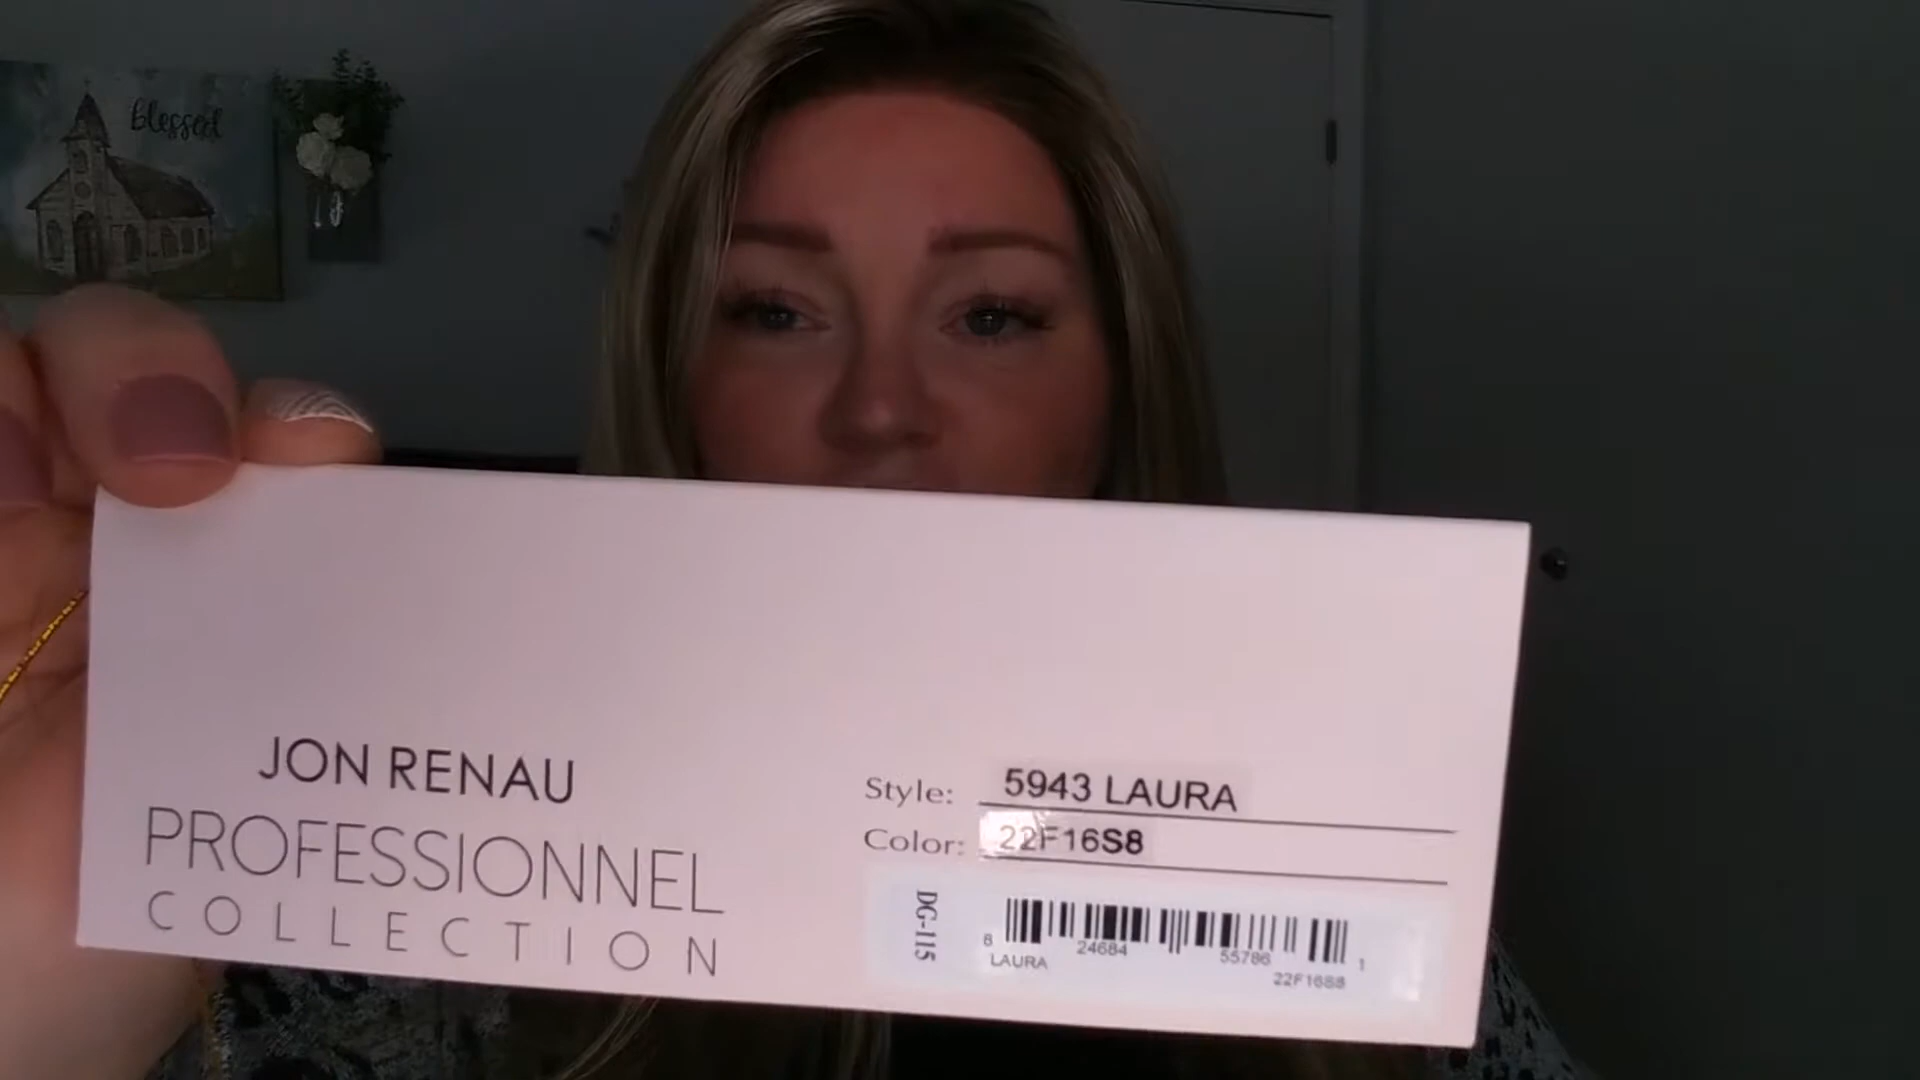 blessed
JON RENAU
PROFESSIONNEL
COLLECTION
Style: 5943 LAURA
Color: 22F16S8
DG-115
8 24684 55786 1
LAURA
22F16S8